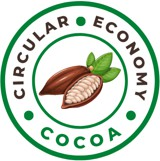 CIRCULAR • ECONOMY
• COCOA •